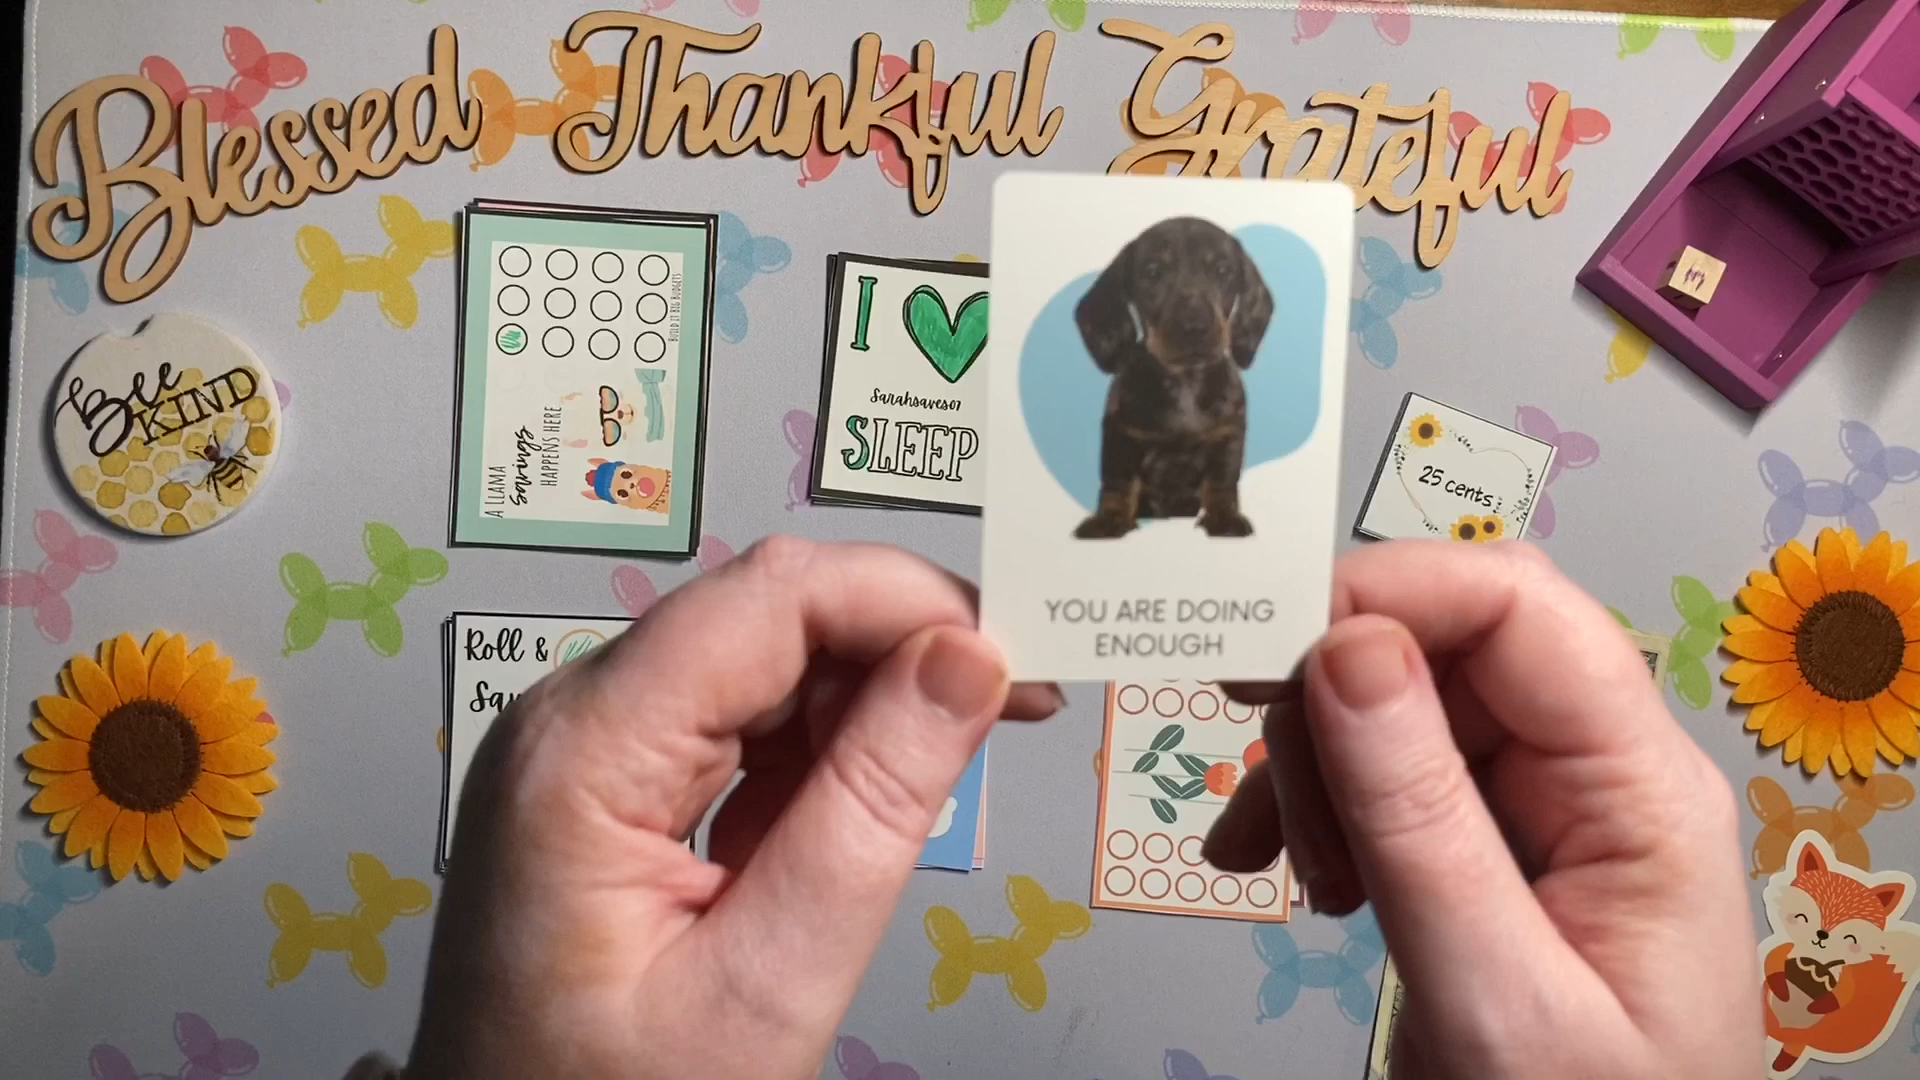 Blessed Thankful Grateful
Bee
KIND
A LLAMA
savings
HAPPENS HERE
BUILD IT BIG BUDGETS
I
Sarahsaves07
SLEEP
25 cents
YOU ARE DOING
ENOUGH
Roll &